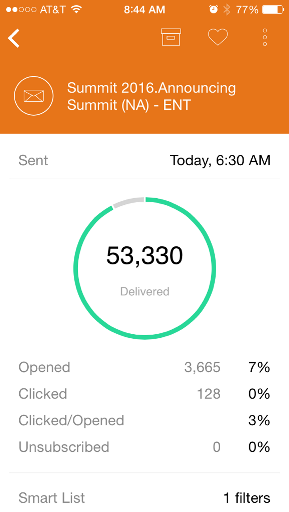 AT&T 8:44 AM 77%
Summit 2016.Announcing
Summit (NA) - ENT
Sent Today, 6:30 AM
53,330
Delivered
Opened 3,665 7%
Clicked 128 0%
Clicked/Opened 3%
Unsubscribed 0 0%
Smart List 1 filters